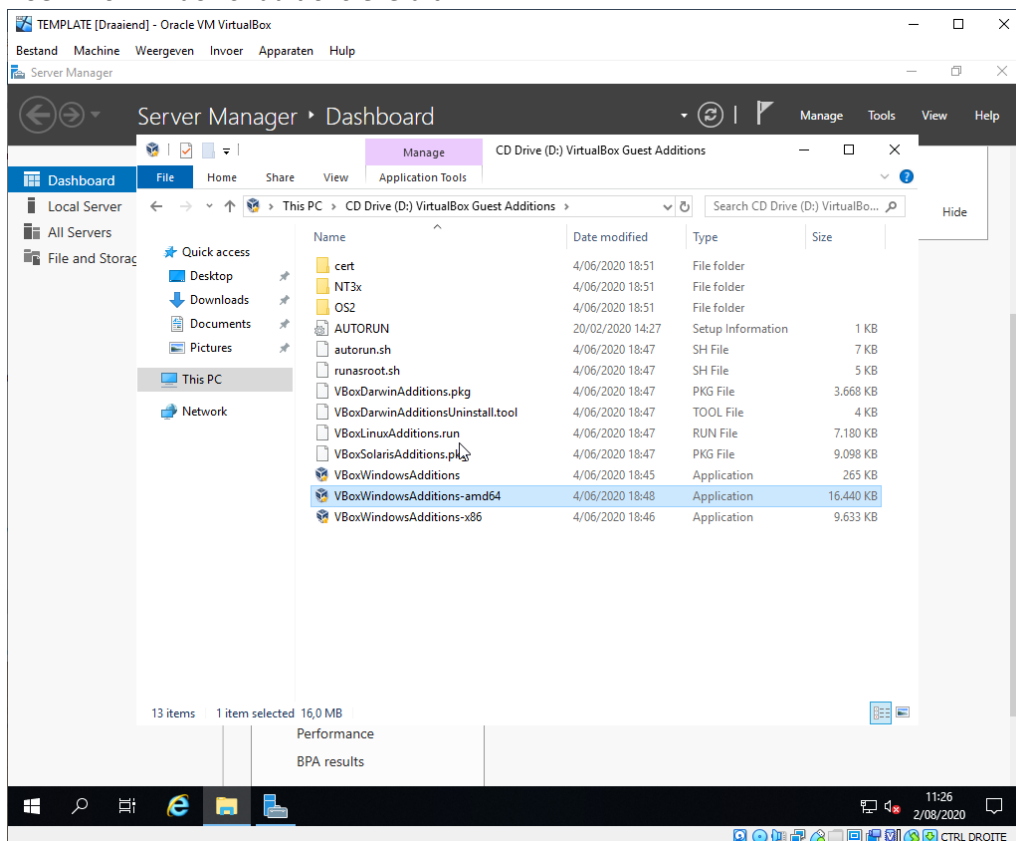 TEMPLATE [Draaiend] - Oracle VM VirtualBox
Bestand Machine Weergeven Invoer Apparaten Hulp
Server Manager
Server Manager Dashboard
Manage Tools View Help
Manage CD Drive (D:) VirtualBox Guest Additions
File Home Share View Application Tools
This PC > CD Drive (D:) VirtualBox Guest Additions > Search CD Drive (D:) VirtualBo...
Dashboard
Local Server
All Servers
File and Storag
Hide
Quick access
Desktop
Downloads
Documents
Pictures
This PC
Network
Name Date modified Type Size
cert 4/06/2020 18:51 File folder
NT3x 4/06/2020 18:51 File folder
OS2 4/06/2020 18:51 File folder
AUTORUN 20/02/2020 14:27 Setup Information 1 KB
autorun.sh 4/06/2020 18:47 SH File 7 KB
runasroot.sh 4/06/2020 18:47 SH File 5 KB
VBoxDarwinAdditions.pkg 4/06/2020 18:47 PKG File 3.668 KB
VBoxDarwinAdditionsUninstall.tool 4/06/2020 18:47 TOOL File 4 KB
VBoxLinuxAdditions.run 4/06/2020 18:47 RUN File 7.180 KB
VBoxSolarisAdditions.pkg 4/06/2020 18:47 PKG File 9.098 KB
VBoxWindowsAdditions 4/06/2020 18:45 Application 265 KB
VBoxWindowsAdditions-amd64 4/06/2020 18:48 Application 16.440 KB
VBoxWindowsAdditions-x86 4/06/2020 18:46 Application 9.633 KB
13 items 1 item selected 16,0 MB
Performance
BPA results
11:26
2/08/2020
CTRL DROITE